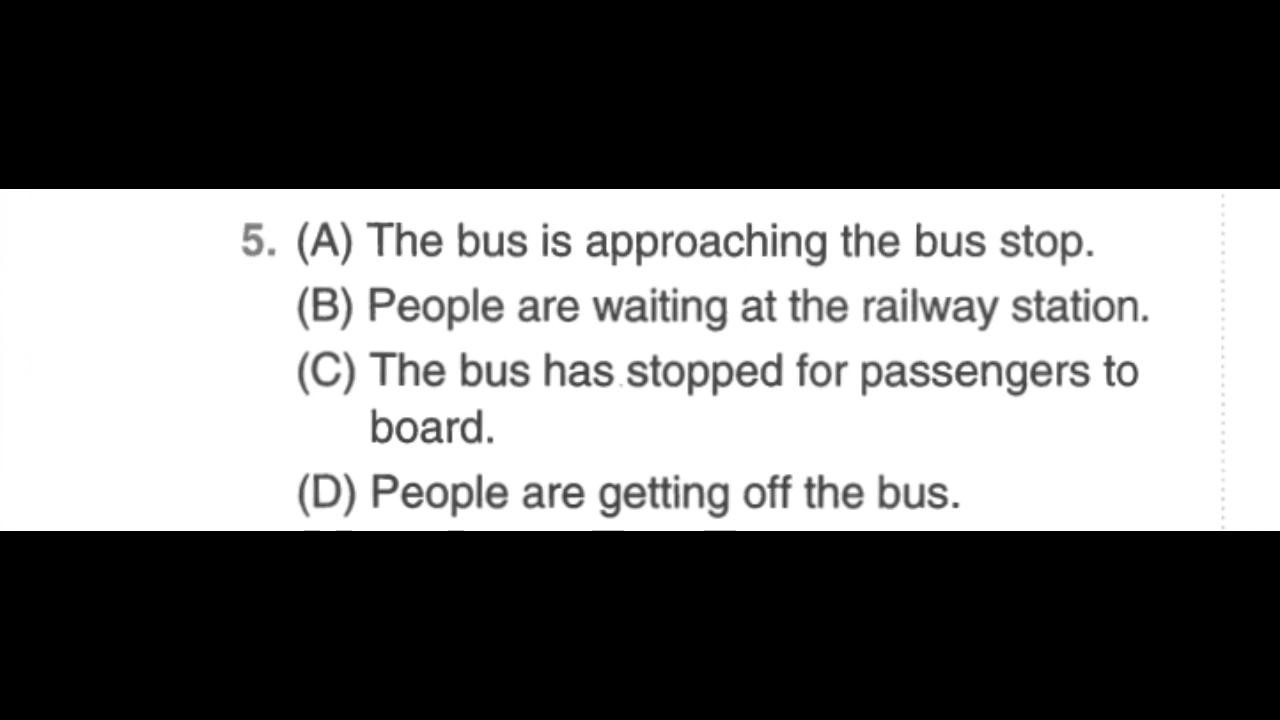 5. (A) The bus is approaching the bus stop.
(B) People are waiting at the railway station.
(C) The bus has stopped for passengers to
board.
(D) People are getting off the bus.